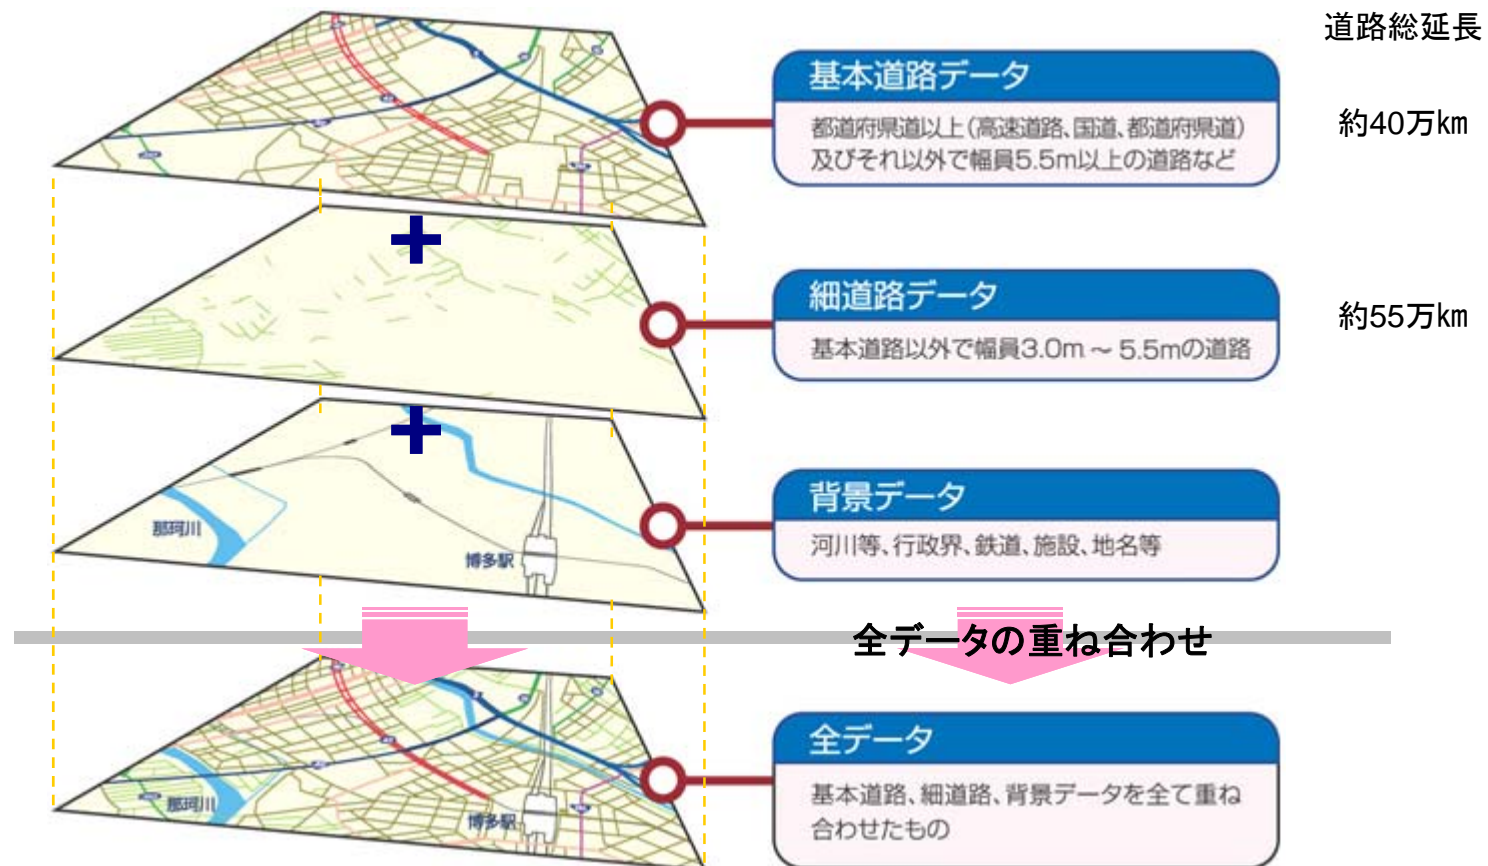 道路総延長
基本道路データ
都道府県道以上(高速道路、国道、都道府県道)
及びそれ以外で幅員5.5m以上の道路など
約40万㎞
細道路データ
基本道路以外で幅員3.0m ～ 5.5mの道路
約55万㎞
背景データ
河川等、行政界、鉄道、施設、地名等
那珂川
博多駅
全データの重ね合わせ
全データ
基本道路、細道路、背景データを全て重ね
合わせたもの
那珂川
博多駅